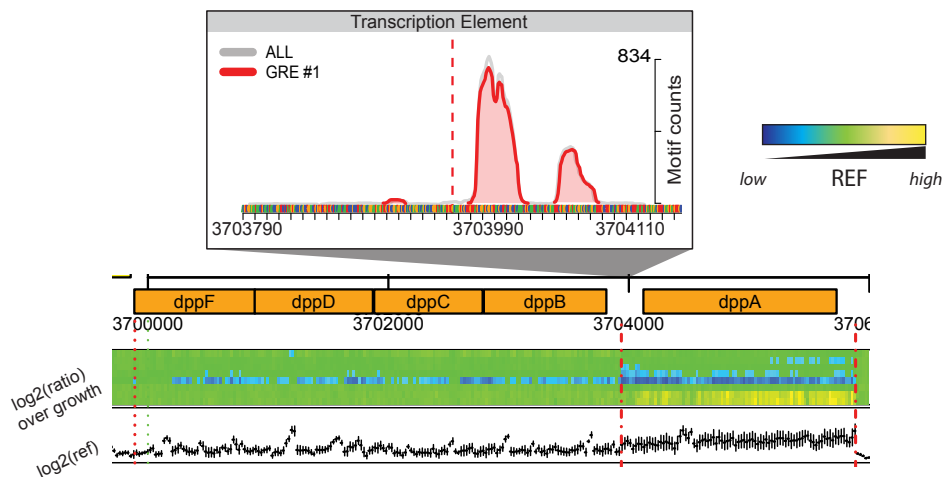 Transcription Element
ALL
GRE #1
834
Motif counts
3703790
3703990
3704110
low
REF
high
dppF
dppD
dppC
dppB
dppA
3700000
3702000
3704000
3706
log2(ratio)
over growth
log2(ref)